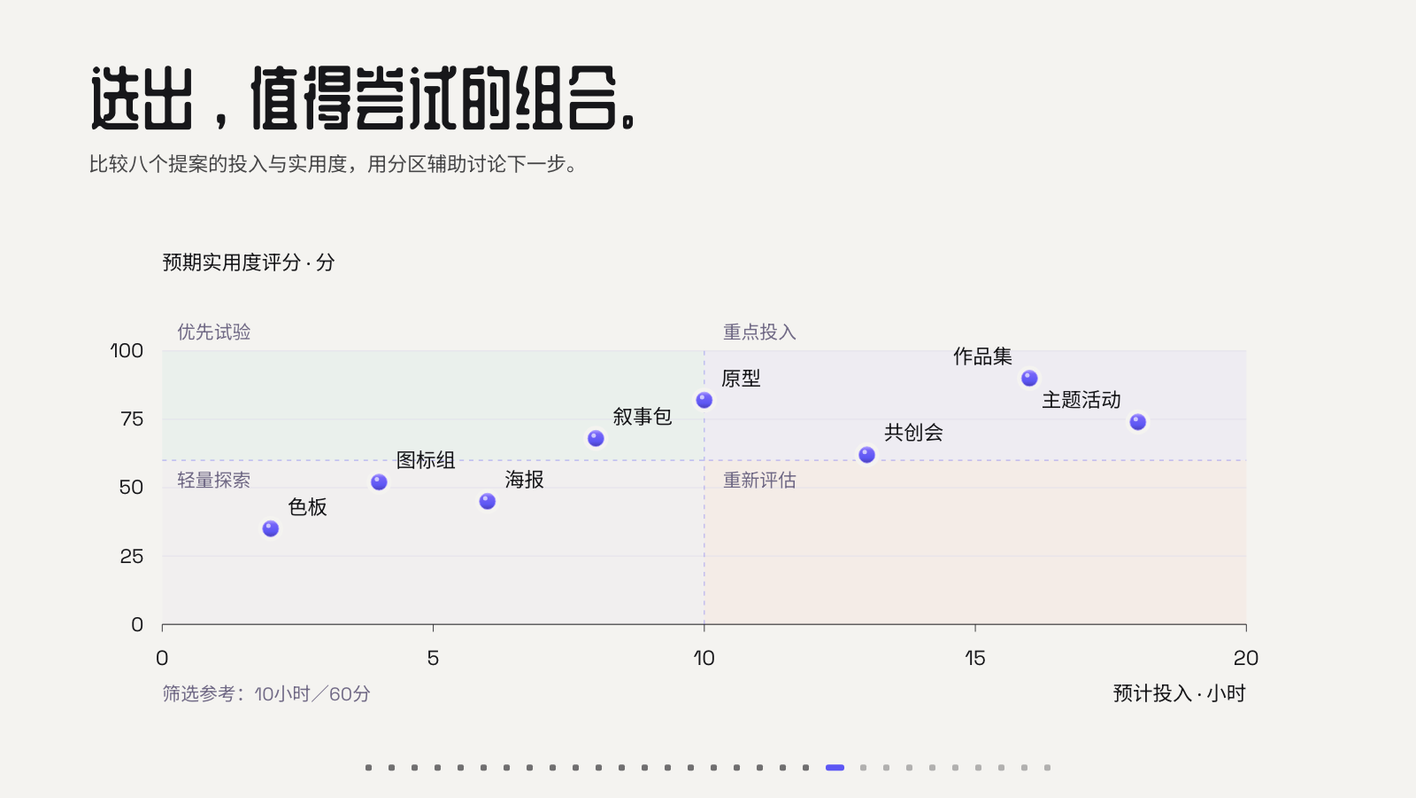 选出，值得尝试的组合。
比较八个提案的投入与实用度，用分区辅助讨论下一步。
预期实用度评分 · 分
优先试验
重点投入
100
作品集
原型
主题活动
75
叙事包
共创会
图标组
轻量探索
海报
重新评估
50
色板
25
0
0
5
10
15
20
筛选参考：10小时／60分
预计投入 · 小时